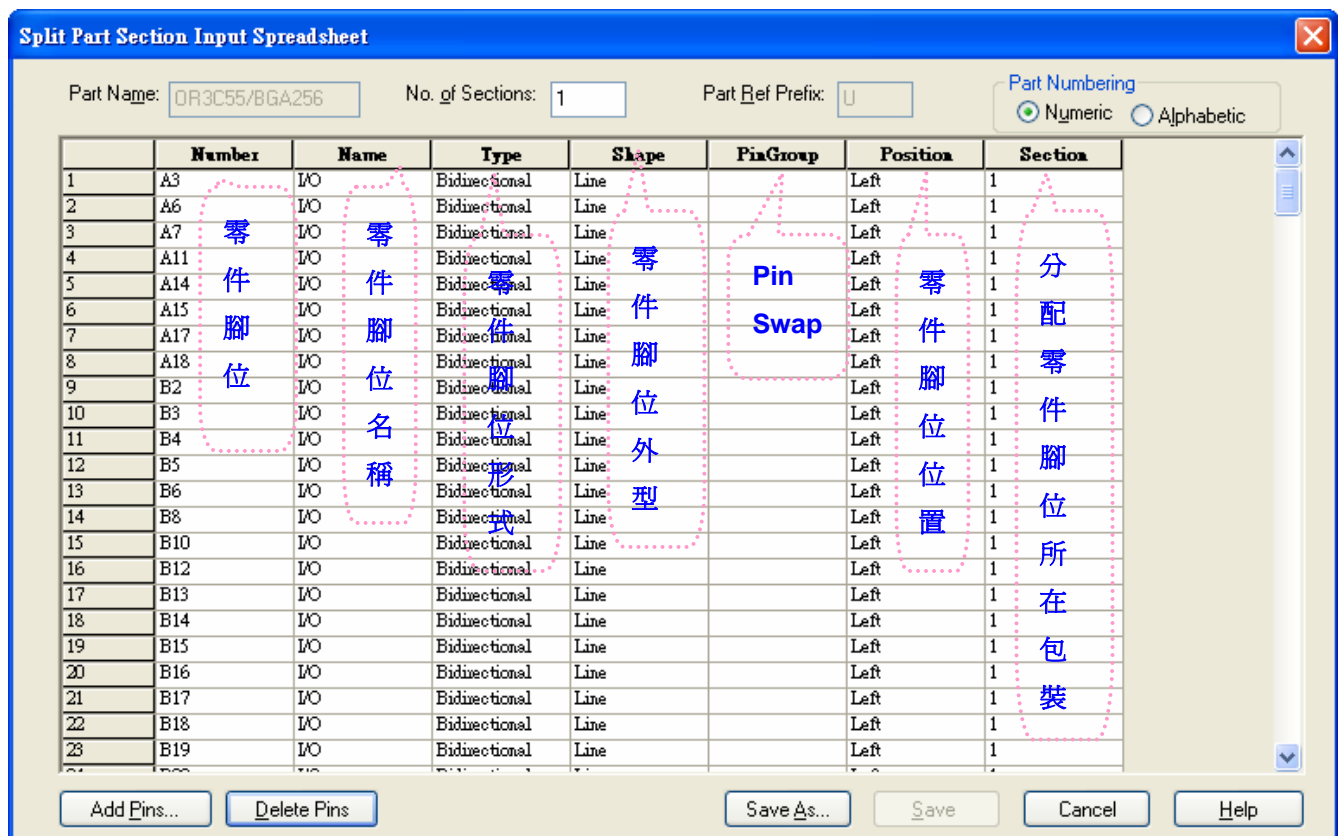 Split Part Section Input Spreadsheet
Part Name: OR3C55/BGA256 No. of Sections: 1 Part Ref Prefix: U
Part Numbering
Numeric Alphabetic
Number Name Type Shape PinGroup Position Section
1 A3 I/O Bidirectional Line Left 1
2 A6 I/O Bidirectional Line Left 1
3 A7 I/O Bidirectional Line Left 1
4 A11 I/O Bidirectional Line Left 1
5 A14 I/O Bidirectional Line Left 1
6 A15 I/O Bidirectional Line Left 1
7 A17 I/O Bidirectional Line Left 1
8 A18 I/O Bidirectional Line Left 1
9 B2 I/O Bidirectional Line Left 1
10 B3 I/O Bidirectional Line Left 1
11 B4 I/O Bidirectional Line Left 1
12 B5 I/O Bidirectional Line Left 1
13 B6 I/O Bidirectional Line Left 1
14 B8 I/O Bidirectional Line Left 1
15 B10 I/O Bidirectional Line Left 1
16 B12 I/O Bidirectional Line Left 1
17 B13 I/O Bidirectional Line Left 1
18 B14 I/O Bidirectional Line Left 1
19 B15 I/O Bidirectional Line Left 1
20 B16 I/O Bidirectional Line Left 1
21 B17 I/O Bidirectional Line Left 1
22 B18 I/O Bidirectional Line Left 1
23 B19 I/O Bidirectional Line Left 1
零件腳位
零件腳位名稱
零件腳位形式
零件腳位外型
Pin
Swap
零件腳位位置
分配零件腳位所在包裝
Add Pins... Delete Pins Save As... Save Cancel Help